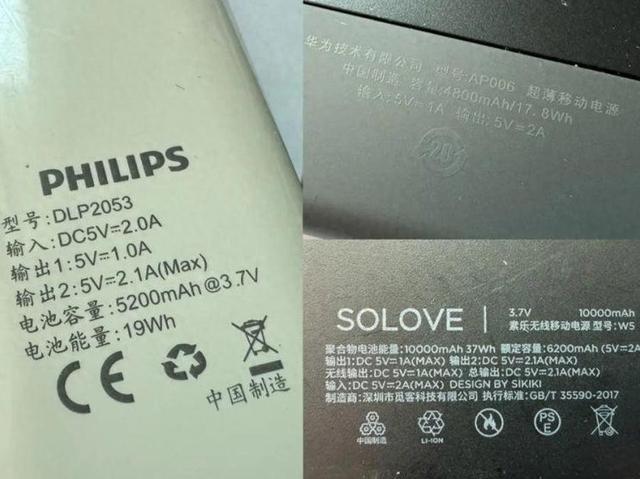 PHILIPS
型号:DLP2053
输入:DC5V=2.0A
输出1:5V=1.0A
输出2:5V=2.1A(Max)
电池容量:5200mAh@3.7V
电池能量:19Wh
中国制造
华为技术有限公司 型号:AP006 超薄移动电源
中国制造 容量:4800mAh/17.8Wh
输入:5V=1A 输出:5V=2A
SOLOVE
3.7V 10000mAh
素乐无线移动电源 型号:W5
聚合物电池能量:10000mAh 37Wh 额定容量:6200mAh (5V=2A
输出1:DC 5V=1A(MAX) 输出2:DC 5V=2.1A(MAX)
无线输出:DC 5V=1A(MAX) 总输出:DC 5V=2.1A(MAX)
输入:DC 5V=2A(MAX) DESIGN BY SIKIKI
制造商:深圳市觅客科技有限公司 执行标准:GB/T 35590-2017
中国制造
LI-ION
PS
E